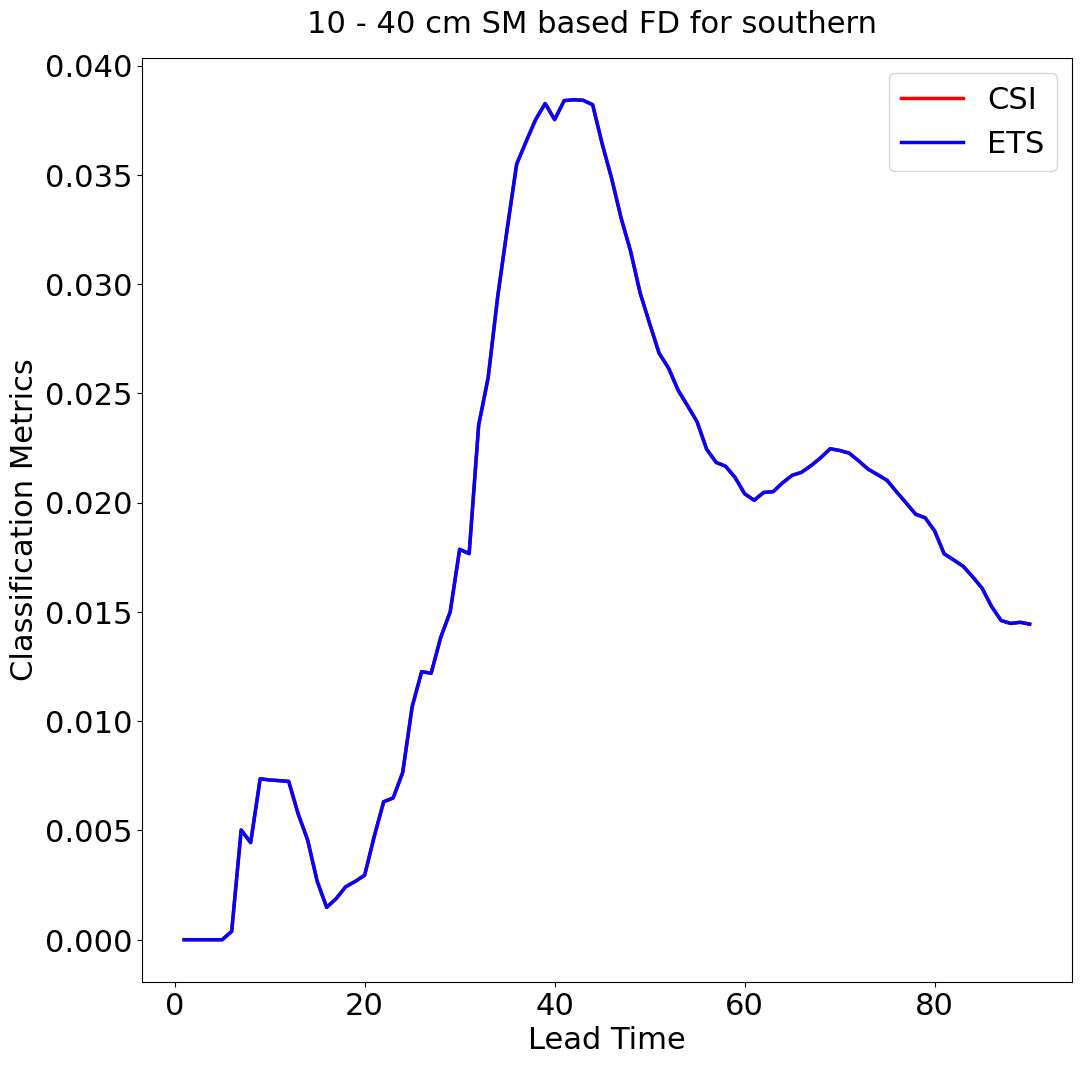 10 - 40 cm SM based FD for southern
CSI
ETS
Classification Metrics
0.040
0.035
0.030
0.025
0.020
0.015
0.010
0.005
0.000
0 20 40 60 80
Lead Time